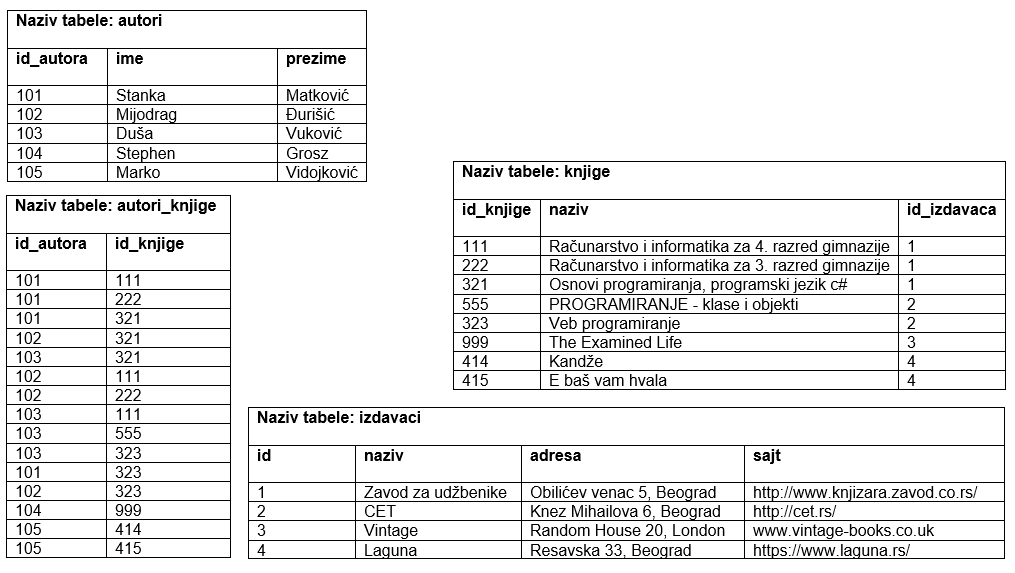 Naziv tabele: autori
id_autora ime prezime
101 Stanka Matković
102 Mijodrag Đurišić
103 Duša Vuković
104 Stephen Grosz
105 Marko Vidojković
Naziv tabele: autori_knjige
id_autora id_knjige
101 111
101 222
101 321
102 321
103 321
102 111
102 222
103 111
103 555
103 323
101 323
102 323
104 999
105 414
105 415
Naziv tabele: knjige
id_knjige naziv id_izdavaca
111 Računarstvo i informatika za 4. razred gimnazije 1
222 Računarstvo i informatika za 3. razred gimnazije 1
321 Osnovi programiranja, programski jezik c# 1
555 PROGRAMIRANJE - klase i objekti 2
323 Veb programiranje 2
999 The Examined Life 3
414 Kandže 4
415 E baš vam hvala 4
Naziv tabele: izdavaci
id naziv adresa sajt
1 Zavod za udžbenike Obilićev venac 5, Beograd http://www.knjizara.zavod.co.rs/
2 CET Knez Mihailova 6, Beograd http://cet.rs/
3 Vintage Random House 20, London www.vintage-books.co.uk
4 Laguna Resavska 33, Beograd https://www.laguna.rs/